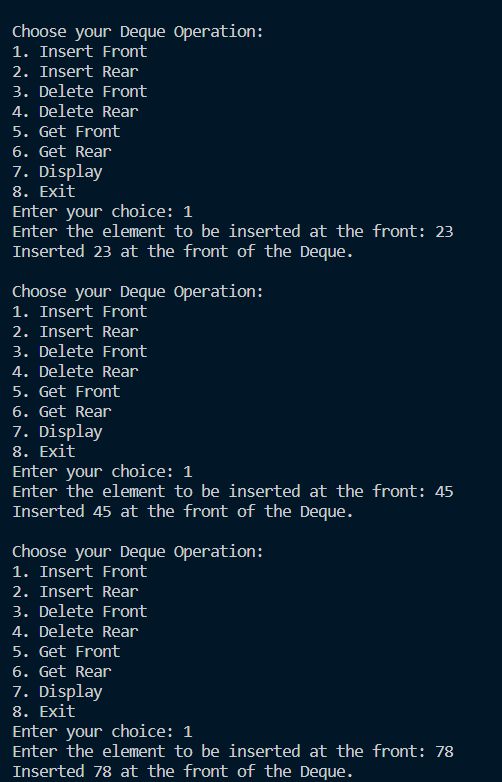 Choose your Deque Operation:
1. Insert Front
2. Insert Rear
3. Delete Front
4. Delete Rear
5. Get Front
6. Get Rear
7. Display
8. Exit
Enter your choice: 1
Enter the element to be inserted at the front: 23
Inserted 23 at the front of the Deque.
Choose your Deque Operation:
1. Insert Front
2. Insert Rear
3. Delete Front
4. Delete Rear
5. Get Front
6. Get Rear
7. Display
8. Exit
Enter your choice: 1
Enter the element to be inserted at the front: 45
Inserted 45 at the front of the Deque.
Choose your Deque Operation:
1. Insert Front
2. Insert Rear
3. Delete Front
4. Delete Rear
5. Get Front
6. Get Rear
7. Display
8. Exit
Enter your choice: 1
Enter the element to be inserted at the front: 78
Inserted 78 at the front of the Deque.